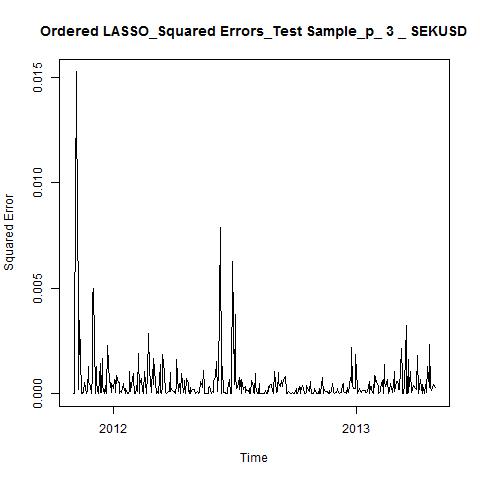 Ordered LASSO_Squared Errors_Test Sample_p_ 3 _ SEKUSD
0.015
0.010
0.005
0.000
Squared Error
2012 2013
Time